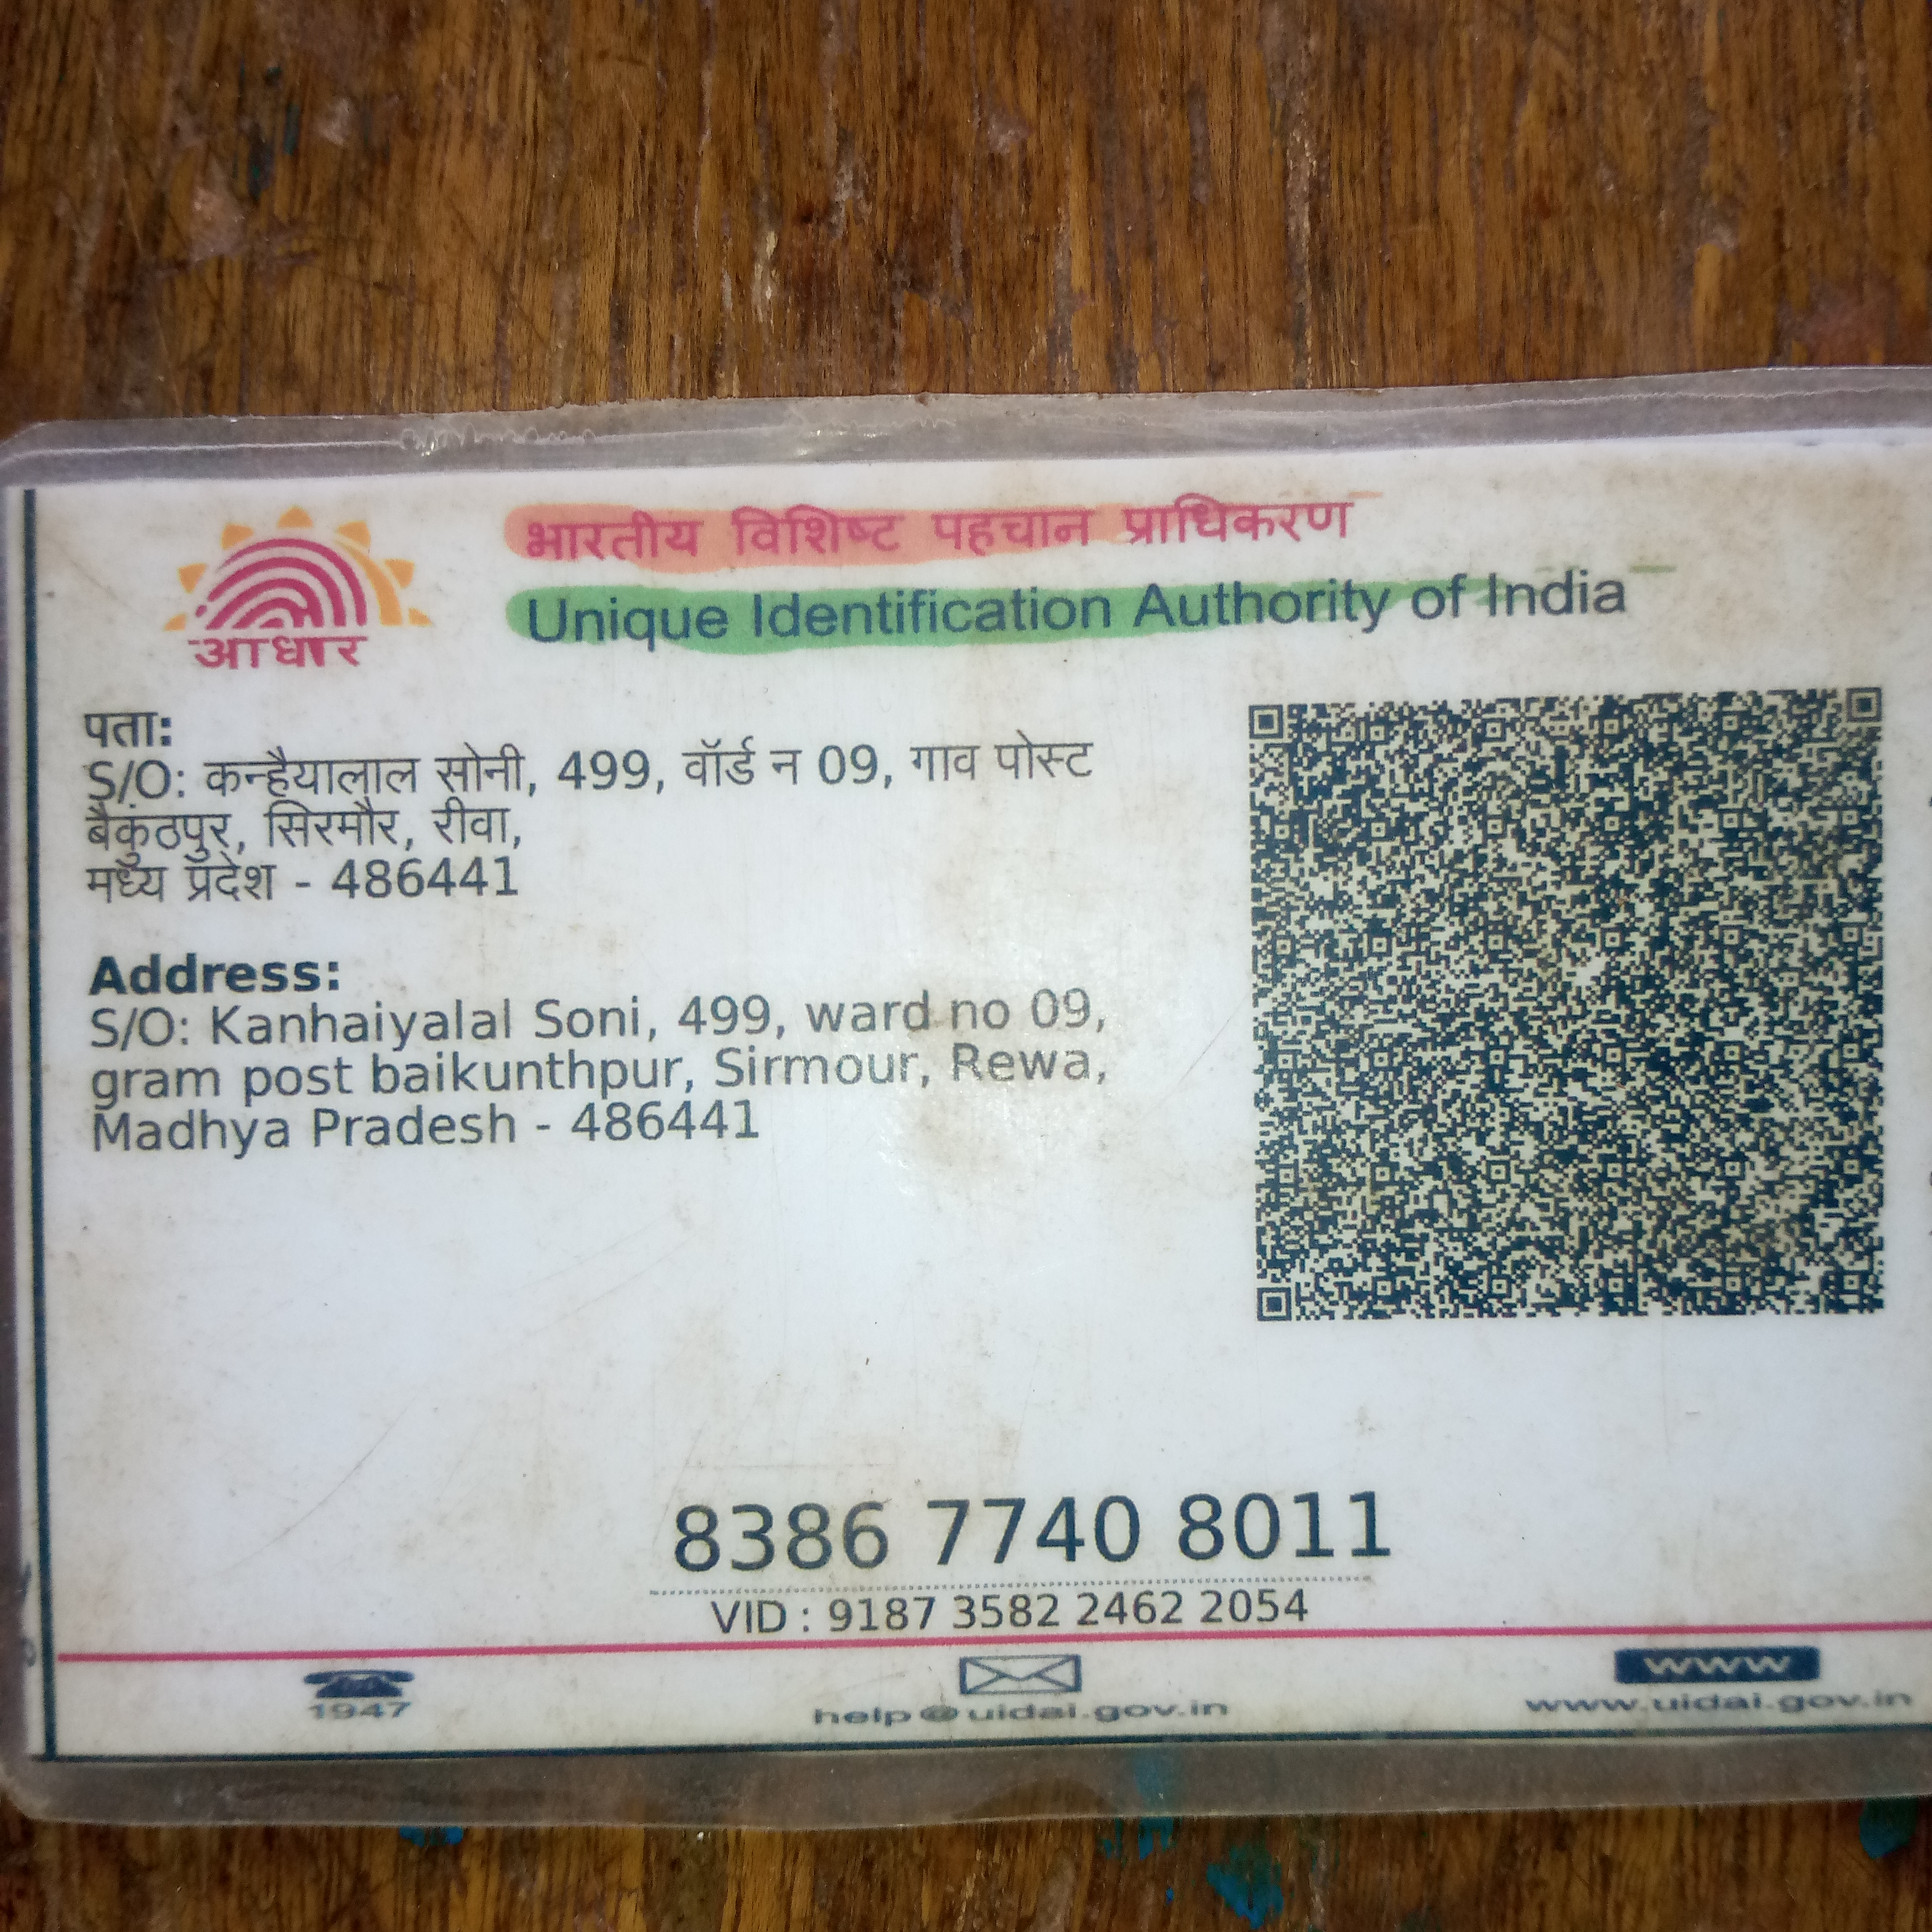 भारतीय विशिष्ट पहचान प्राधिकरण
Unique Identification Authority of India
आधार
पता:
S/O: कन्हैयालाल सोनी, 499, वॉर्ड न 09, गाव पोस्ट
बैकुंठपुर, सिरमौर, रीवा,
मध्य प्रदेश - 486441
Address:
S/O: Kanhaiyalal Soni, 499, ward no 09,
gram post baikunthpur, Sirmour, Rewa,
Madhya Pradesh - 486441
8386 7740 8011
VID : 9187 3582 2462 2054
1947
help@uidai.gov.in
www
www.uidai.gov.in